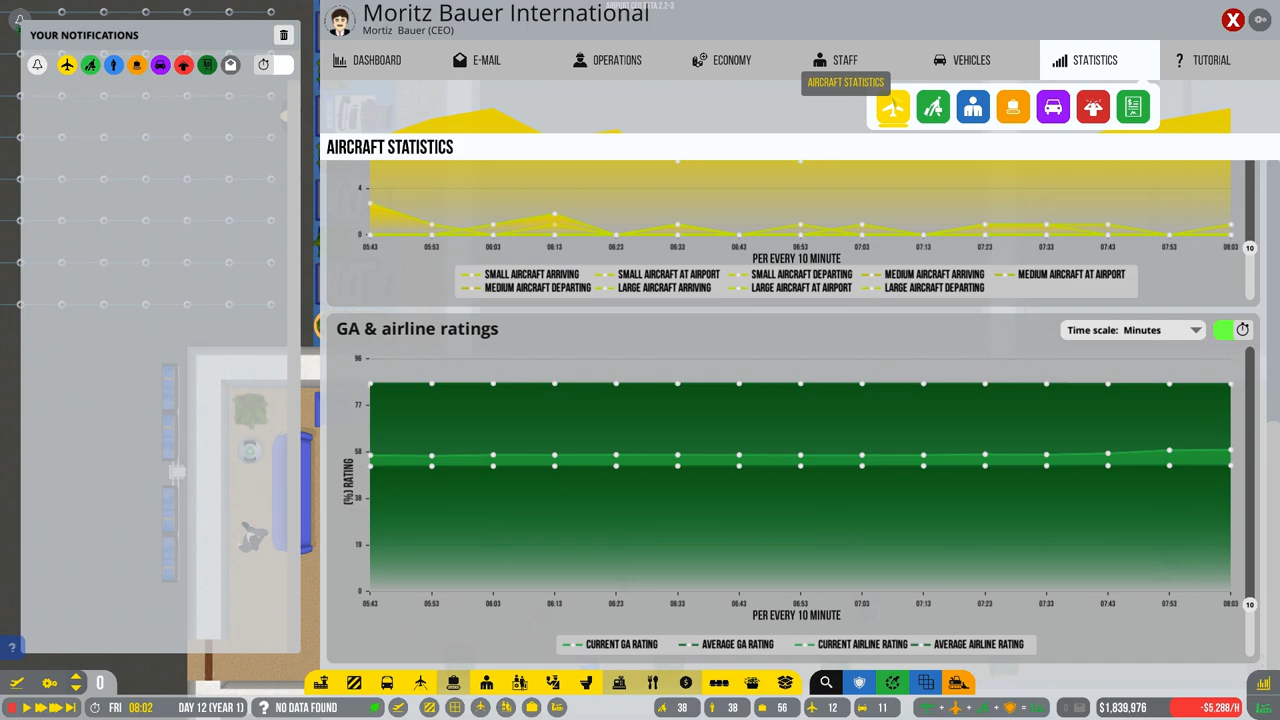 AIRPORT CEO BETA 2.2-3
Moritz Bauer International
Mortiz Bauer (CEO)
X
YOUR NOTIFICATIONS
DASHBOARD
E-MAIL
OPERATIONS
ECONOMY
STAFF
VEHICLES
STATISTICS
? TUTORIAL
AIRCRAFT STATISTICS
AIRCRAFT STATISTICS
4
0
05:43 05:53 06:03 06:13 06:23 06:33 06:43 06:53 07:03 07:13 07:23 07:33 07:43 07:53 08:03
10
PER EVERY 10 MINUTE
SMALL AIRCRAFT ARRIVING SMALL AIRCRAFT AT AIRPORT SMALL AIRCRAFT DEPARTING MEDIUM AIRCRAFT ARRIVING MEDIUM AIRCRAFT AT AIRPORT
MEDIUM AIRCRAFT DEPARTING LARGE AIRCRAFT ARRIVING LARGE AIRCRAFT AT AIRPORT LARGE AIRCRAFT DEPARTING
GA & airline ratings
Time scale: Minutes
96
77
58
38
19
0
(%) RATING
05:43 05:53 06:03 06:13 06:23 06:33 06:43 06:53 07:03 07:13 07:23 07:33 07:43 07:53 08:03
10
PER EVERY 10 MINUTE
CURRENT GA RATING AVERAGE GA RATING CURRENT AIRLINE RATING AVERAGE AIRLINE RATING
?
0
FRI 08:02 DAY 12 (YEAR 1) ? NO DATA FOUND 38 38 56 12 11 $1,839,976 -$5.288/H